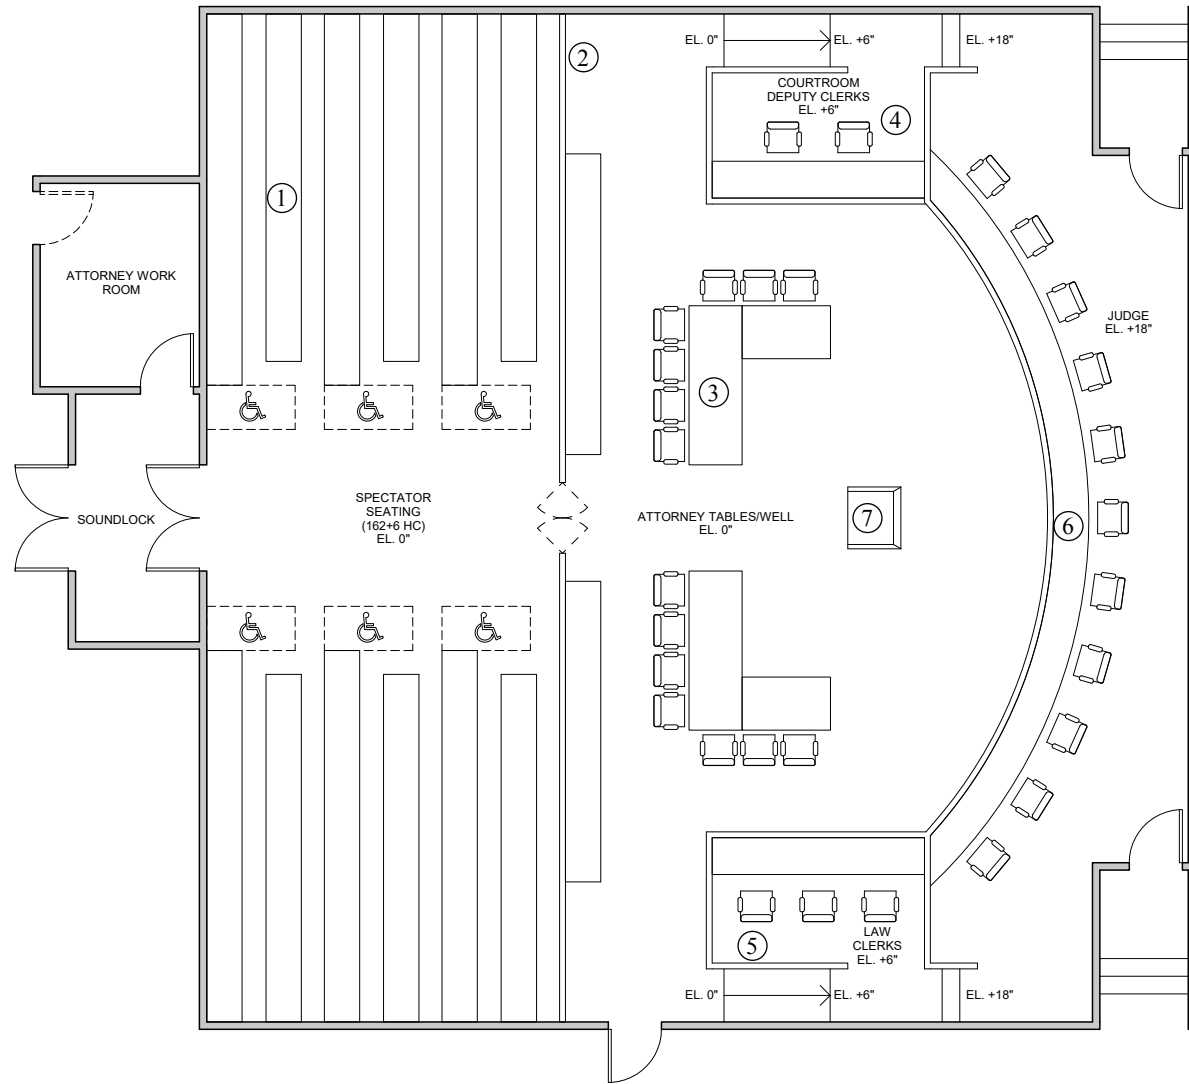 EL. 0"
EL. +6"
EL. +18"
2
COURTROOM
DEPUTY CLERKS
EL. +6"
4
1
ATTORNEY WORK
ROOM
JUDGE
EL. +18"
3
SPECTATOR
SEATING
(162+6 HC)
EL. 0"
SOUNDLOCK
ATTORNEY TABLES/WELL
EL. 0"
7
6
5
LAW
CLERKS
EL. +6"
EL. 0"
EL. +6"
EL. +18"